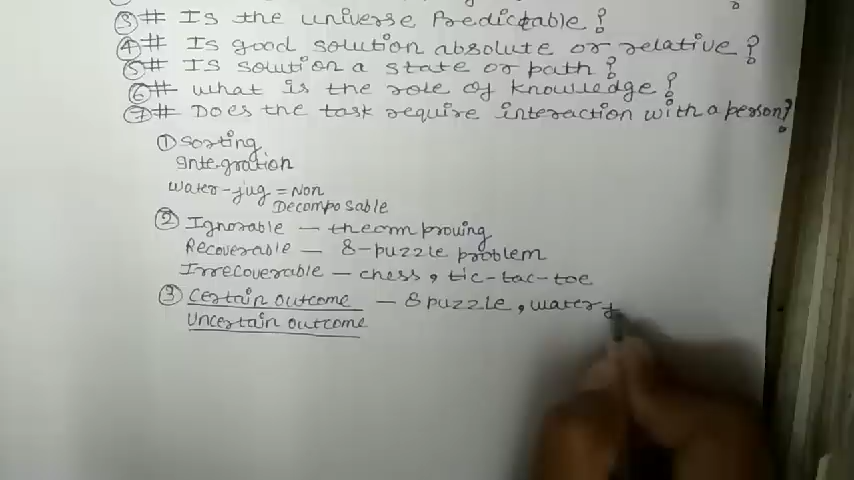 ③ # Is the universe Predictable ?
④ # Is good solution absolute or relative ?
⑤ # Is solution a state or path ?
⑥ # what is the role of knowledge ?
⑦ # Does the task require interaction with a person?
① Sorting
Integration
water-jug = Non
Decomposable
② Ignorable — theorm proving
Recoverable — 8-puzzle problem
Irrecoverable — chess, tic-tac-toe
③ Certain outcome — 8 puzzle, water j
Uncertain outcome